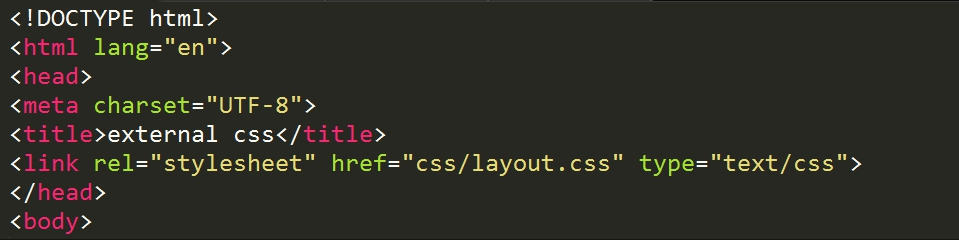 <!DOCTYPE html>
<html lang="en">
<head>
<meta charset="UTF-8">
<title>external css</title>
<link rel="stylesheet" href="css/layout.css" type="text/css">
</head>
<body>